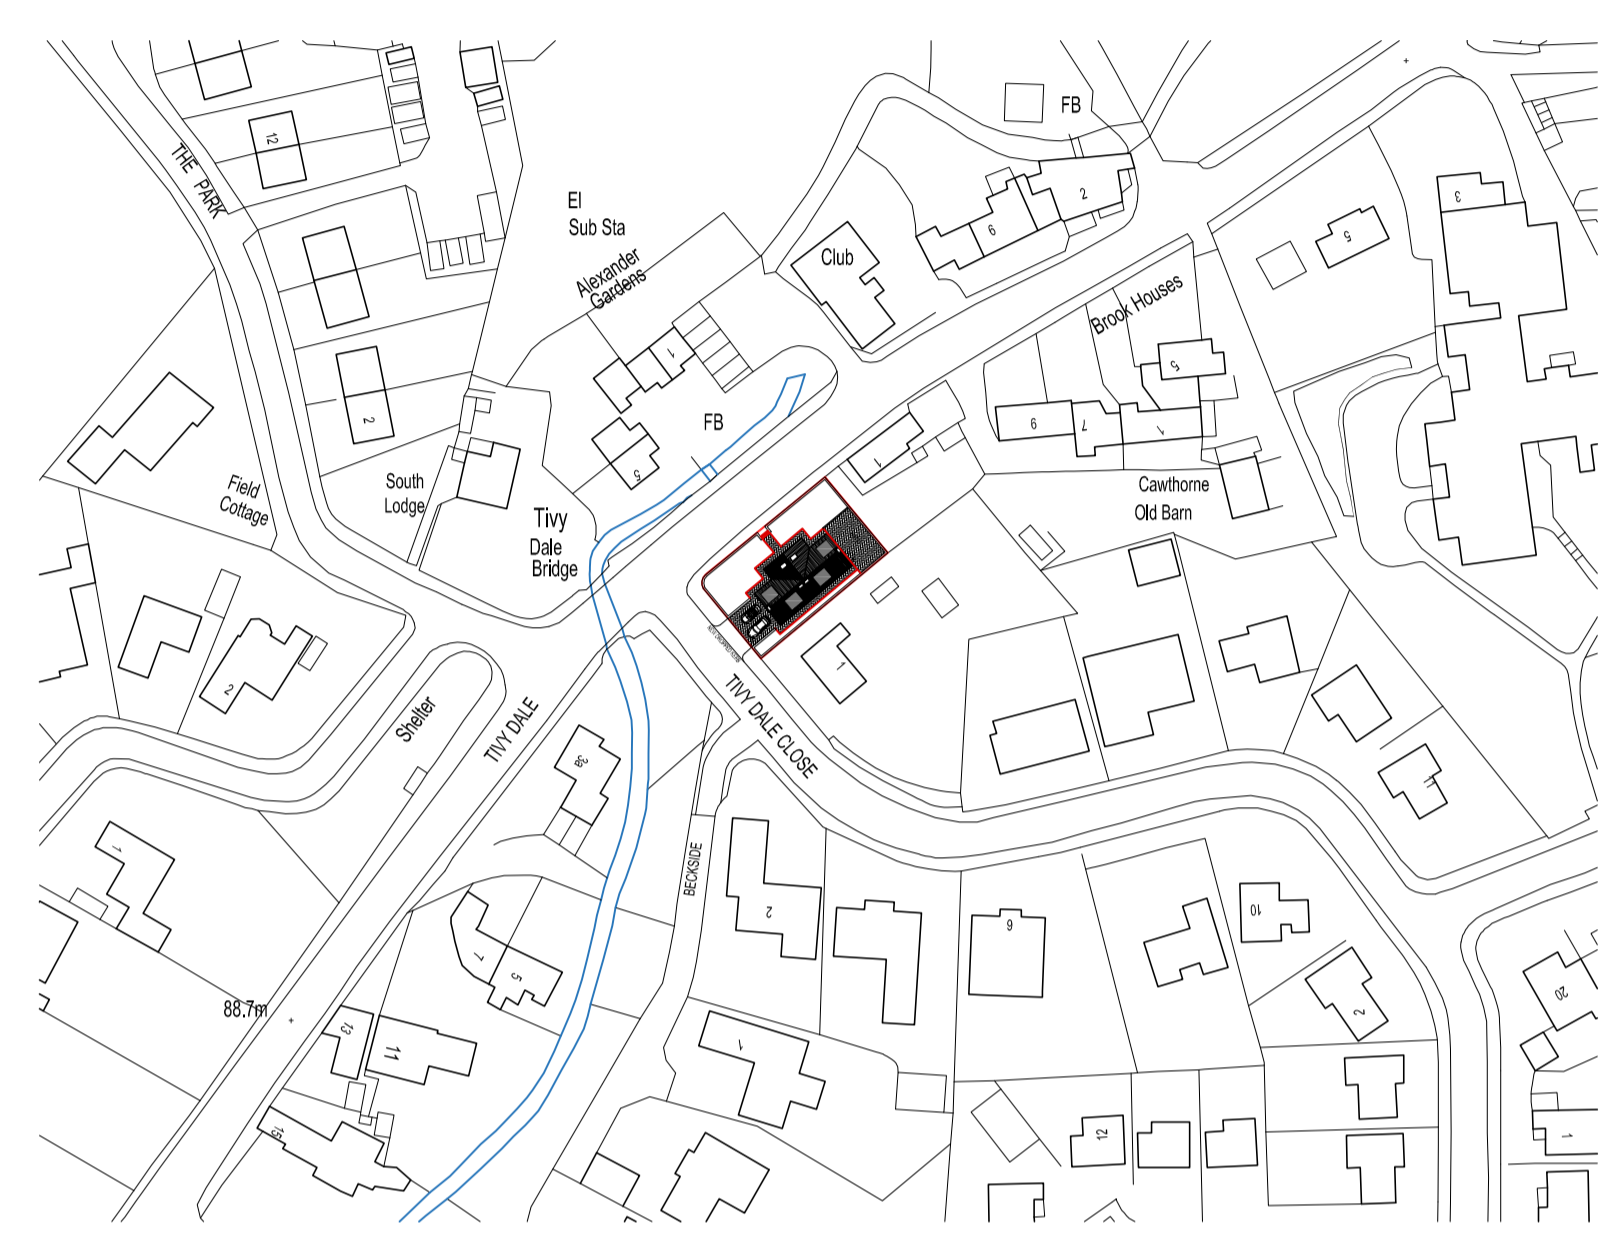 FB
12
THE PARK
2
3
El
Sub Sta
6
5
Club
Alexander
Gardens
Brook Houses
1
5
2
FB
6
7
1
1
5
South
Lodge
Cawthorne
Old Barn
Field
Cottage
Tivy
Dale
Bridge
1
2
TIVY DALE CLOSE
Shelter
TIVY DALE
3a
11
1
BECKSIDE
2
9
10
7
5
20
88.7m
2
13
11
1
15
12
1